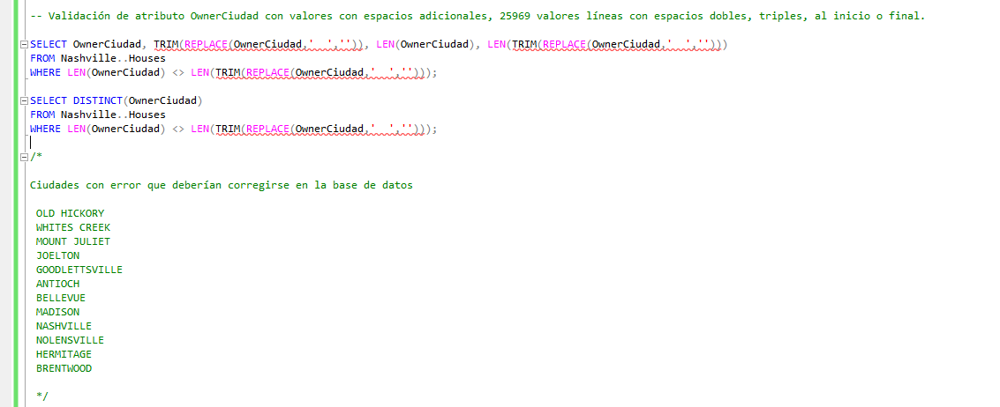 -- Validación de atributo OwnerCiudad con valores con espacios adicionales, 25969 valores líneas con espacios dobles, triples, al inicio o final.
SELECT OwnerCiudad, TRIM(REPLACE(OwnerCiudad,'  ','')), LEN(OwnerCiudad), LEN(TRIM(REPLACE(OwnerCiudad,'  ','')))
FROM Nashville..Houses
WHERE LEN(OwnerCiudad) <> LEN(TRIM(REPLACE(OwnerCiudad,'  ','')));
SELECT DISTINCT(OwnerCiudad)
FROM Nashville..Houses
WHERE LEN(OwnerCiudad) <> LEN(TRIM(REPLACE(OwnerCiudad,'  ','')));
/*
Ciudades con error que deberían corregirse en la base de datos
OLD HICKORY
WHITES CREEK
MOUNT JULIET
JOELTON
GOODLETTSVILLE
ANTIOCH
BELLEVUE
MADISON
NASHVILLE
NOLENSVILLE
HERMITAGE
BRENTWOOD
*/